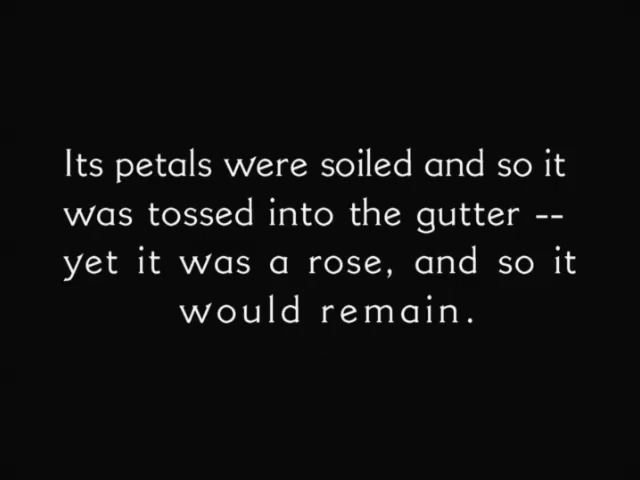 Its petals were soiled and so it
was tossed into the gutter --
yet it was a rose, and so it
would remain.